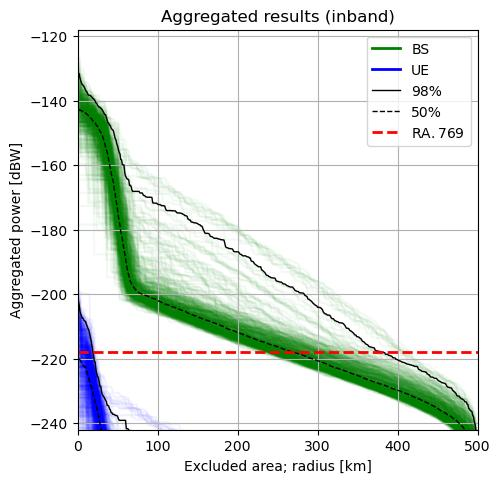 Aggregated results (inband)
BS
UE
98%
50%
RA.769
Aggregated power [dBW]
−120
−140
−160
−180
−200
−220
−240
0 100 200 300 400 500
Excluded area; radius [km]